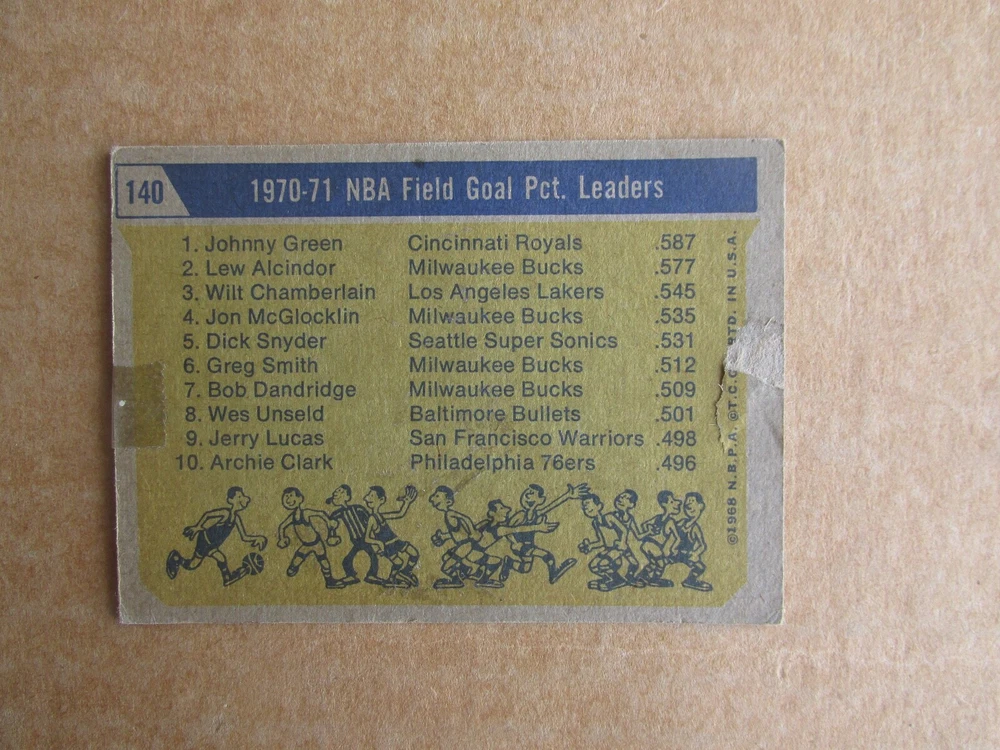 140
1970-71 NBA Field Goal Pct. Leaders
1. Johnny Green Cincinnati Royals .587
2. Lew Alcindor Milwaukee Bucks .577
3. Wilt Chamberlain Los Angeles Lakers .545
4. Jon McGlocklin Milwaukee Bucks .535
5. Dick Snyder Seattle Super Sonics .531
6. Greg Smith Milwaukee Bucks .512
7. Bob Dandridge Milwaukee Bucks .509
8. Wes Unseld Baltimore Bullets .501
9. Jerry Lucas San Francisco Warriors .498
10. Archie Clark Philadelphia 76ers .496
©1968 N.B.P.A. ©T.C.G. RTD. IN U.S.A.